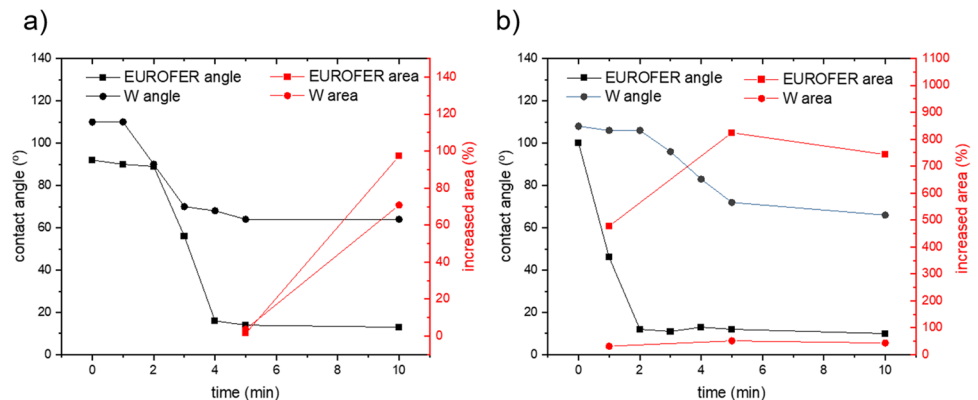 a)
EUROFER angle
W angle
EUROFER area
W area
contact angle (º)
140
120
100
80
60
40
20
0
increased area (%)
140
120
100
80
60
40
20
0
0 2 4 6 8 10
time (min)
b)
EUROFER angle
W angle
EUROFER area
W area
contact angle (º)
140
120
100
80
60
40
20
0
increased area (%)
1100
1000
900
800
700
600
500
400
300
200
100
0
0 2 4 6 8 10
time (min)